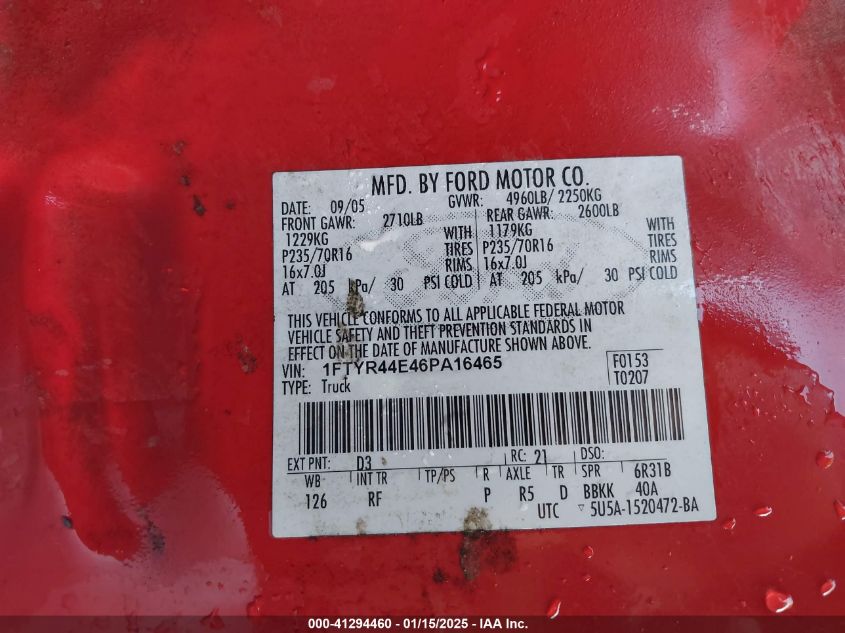 MFD. BY FORD MOTOR CO.
DATE: 09/05 GVWR: 4960LB/ 2250KG
FRONT GAWR: 2710LB REAR GAWR: 2600LB
1229KG WITH 1179KG WITH
P235/70R16 TIRES P235/70R16 TIRES
16x7.0J RIMS 16x7.0J RIMS
AT 205 kPa/ 30 PSI COLD AT 205 kPa/ 30 PSI COLD
THIS VEHICLE CONFORMS TO ALL APPLICABLE FEDERAL MOTOR
VEHICLE SAFETY AND THEFT PREVENTION STANDARDS IN
EFFECT ON THE DATE OF MANUFACTURE SHOWN ABOVE.
VIN: 1FTYR44E46PA16465 F0153
TYPE: Truck T0207
EXT PNT: D3 RC: 21 DSO:
WB INT TR TP/PS R AXLE TR SPR 6R31B
126 RF P R5 D BBKK 40A
UTC 5U5A-1520472-BA
000-41294460 - 01/15/2025 - IAA Inc.